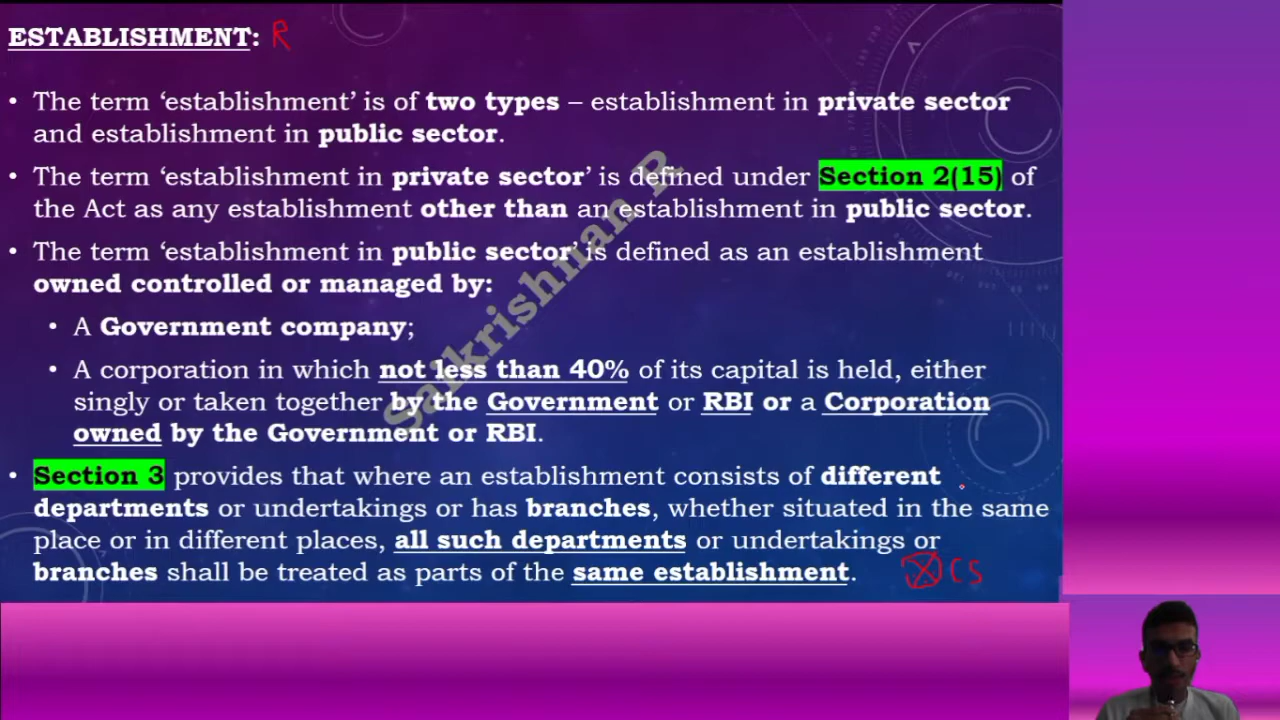 ESTABLISHMENT: R
• The term ‘establishment’ is of two types – establishment in private sector
and establishment in public sector.
• The term ‘establishment in private sector’ is defined under Section 2(15) of
the Act as any establishment other than an establishment in public sector.
• The term ‘establishment in public sector’ is defined as an establishment
owned controlled or managed by:
• A Government company;
• A corporation in which not less than 40% of its capital is held, either
singly or taken together by the Government or RBI or a Corporation
owned by the Government or RBI.
• Section 3 provides that where an establishment consists of different
departments or undertakings or has branches, whether situated in the same
place or in different places, all such departments or undertakings or
branches shall be treated as parts of the same establishment. CS
Saikrishnan R